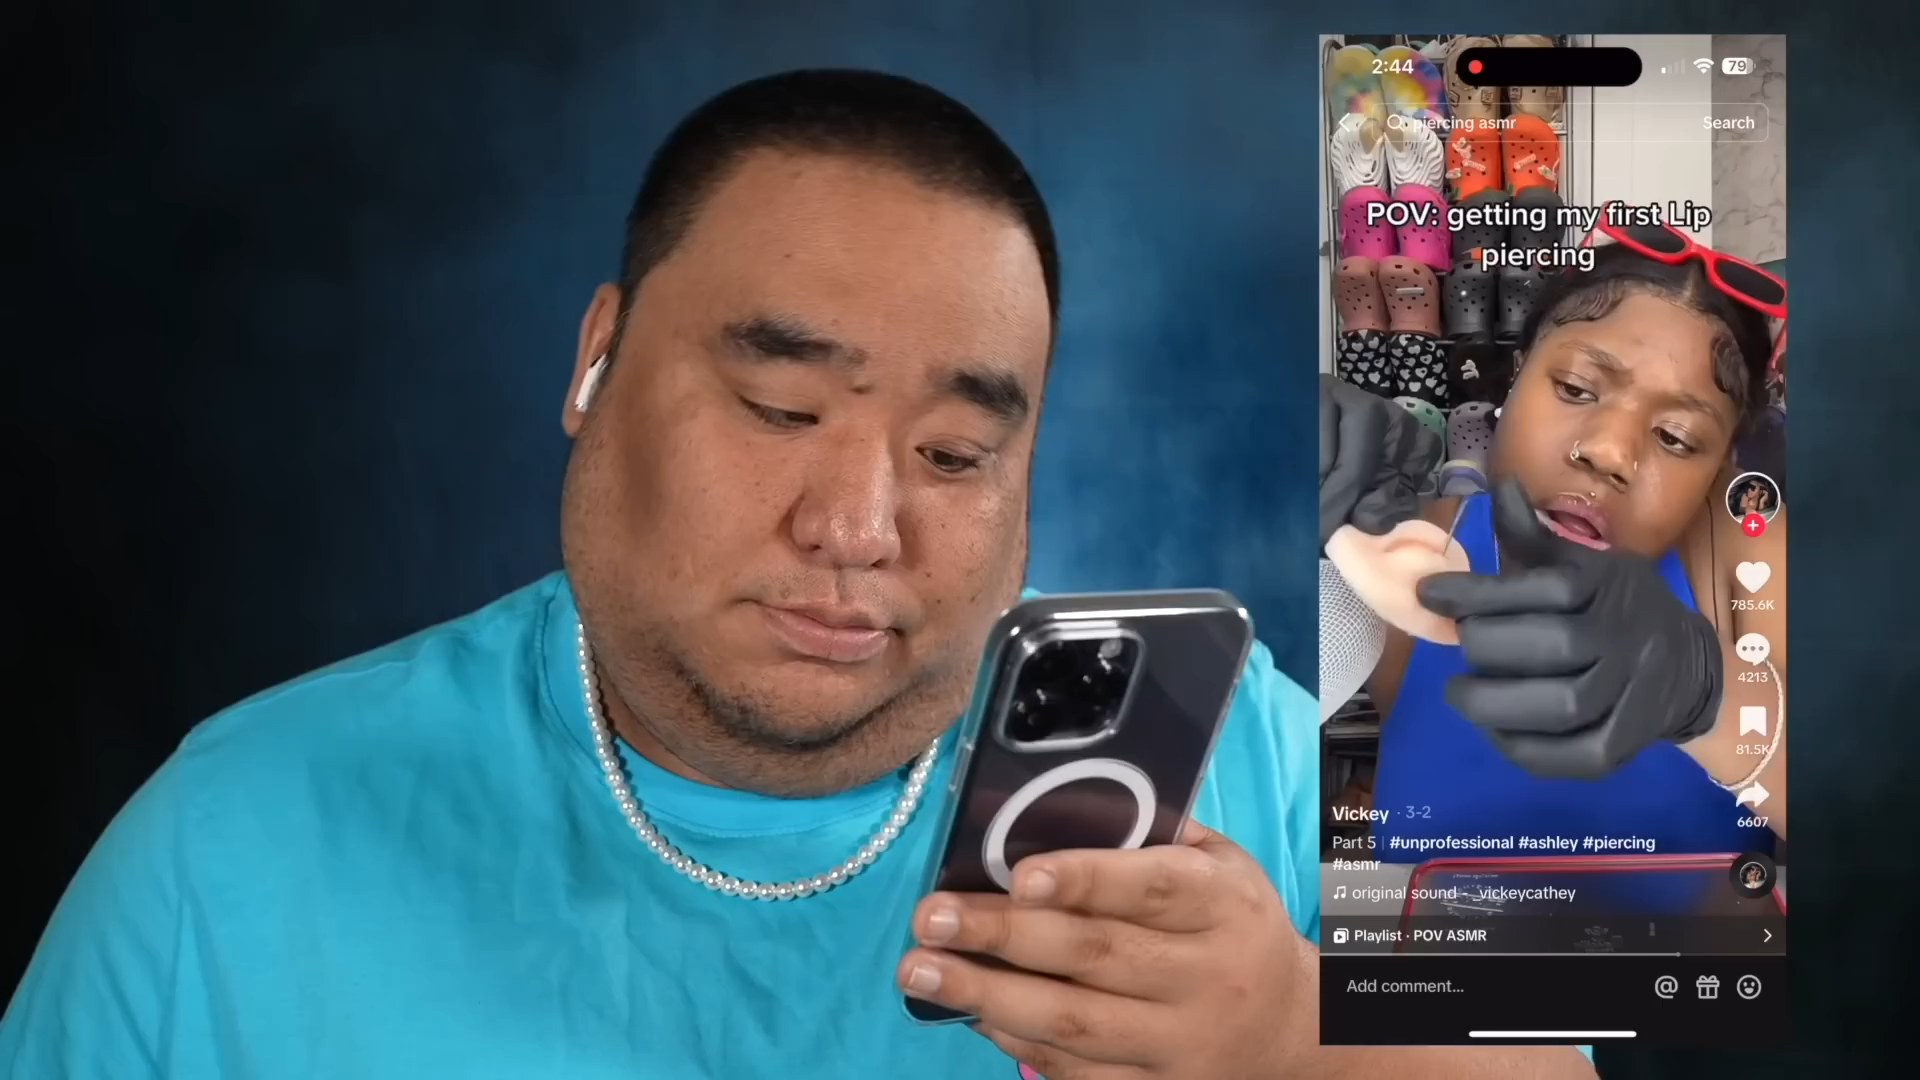 2:44
79
piercing asmr
Search
POV: getting my first Lip
piercing
785.6K
4213
81.5K
6607
Vickey · 3-2
Part 5 | #unprofessional #ashley #piercing
#asmr
original sound - _vickeycathey
Playlist · POV ASMR
Add comment...